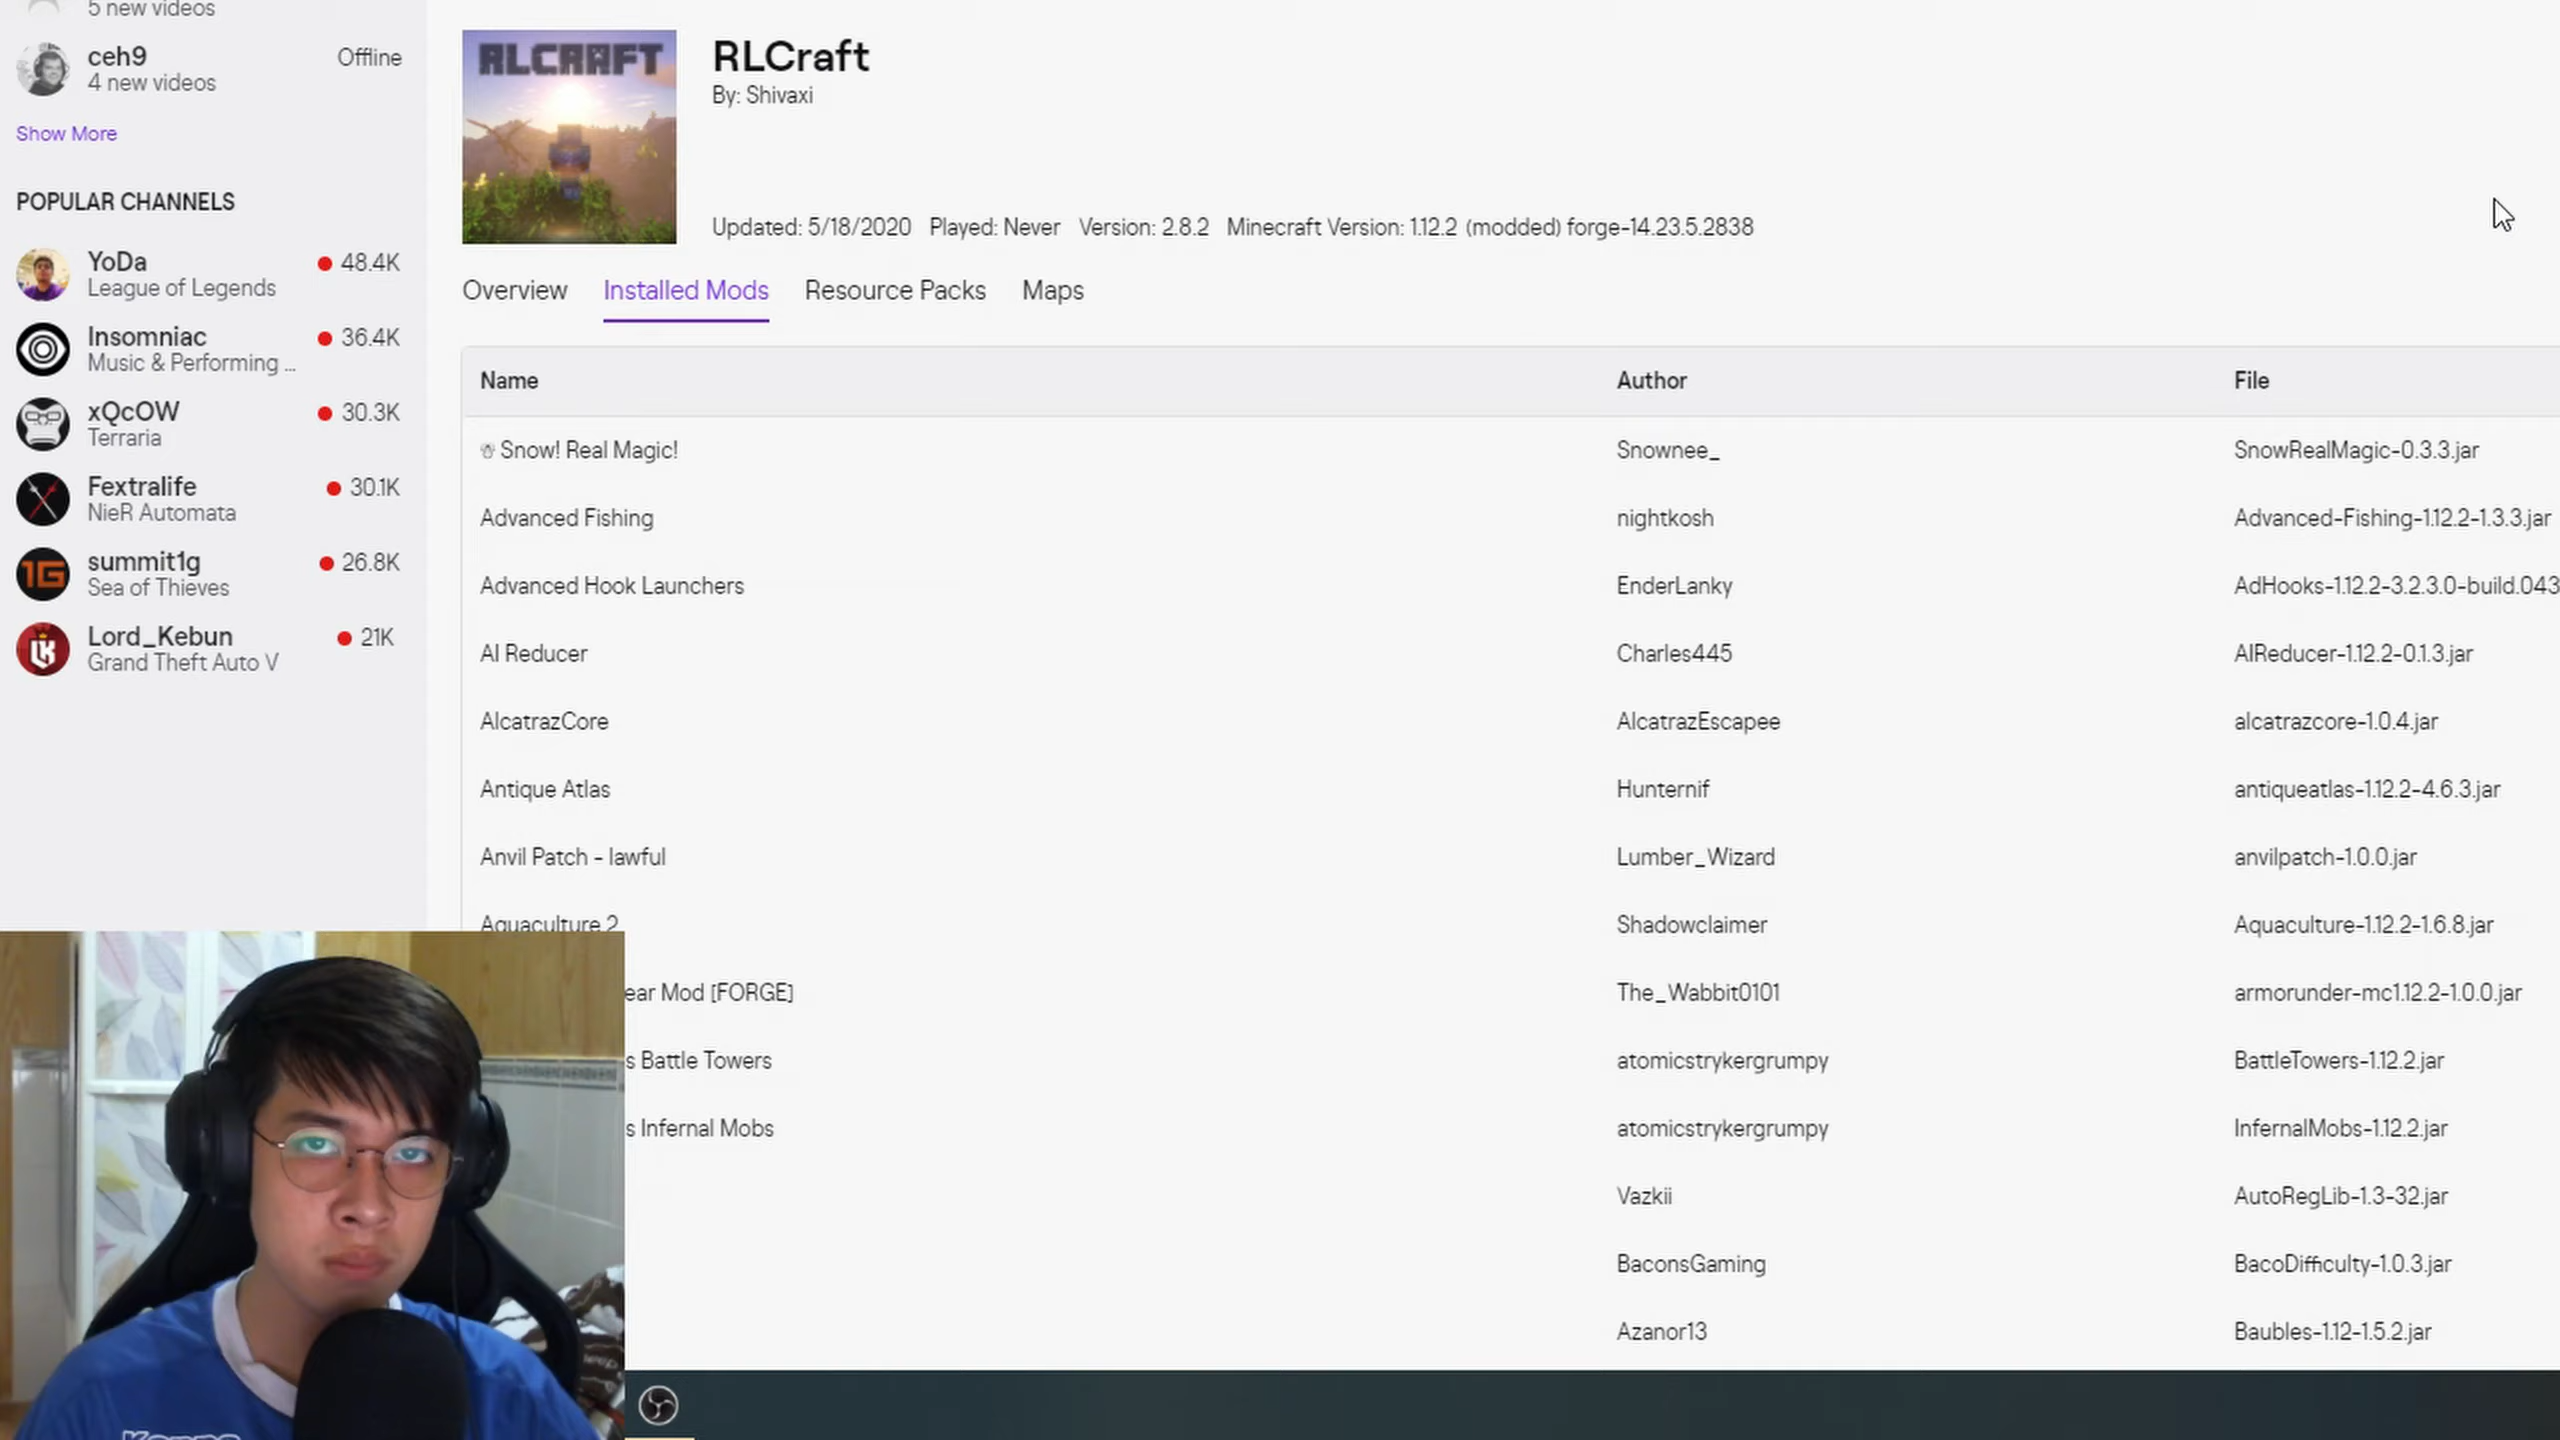 5 new videos
ceh9
Offline
4 new videos
Show More
POPULAR CHANNELS
YoDa
48.4K
League of Legends
Insomniac
36.4K
Music & Performing ...
xQcOW
30.3K
Terraria
Fextralife
30.1K
NieR Automata
summit1g
26.8K
Sea of Thieves
Lord_Kebun
21K
Grand Theft Auto V
RLCRAFT
RLCraft
By: Shivaxi
Updated: 5/18/2020 Played: Never Version: 2.8.2 Minecraft Version: 1.12.2 (modded) forge-14.23.5.2838
Overview Installed Mods Resource Packs Maps
Name Author File
☃ Snow! Real Magic! Snownee_ SnowRealMagic-0.3.3.jar
Advanced Fishing nightkosh Advanced-Fishing-1.12.2-1.3.3.jar
Advanced Hook Launchers EnderLanky AdHooks-1.12.2-3.2.3.0-build.043
AI Reducer Charles445 AIReducer-1.12.2-0.1.3.jar
AlcatrazCore AlcatrazEscapee alcatrazcore-1.0.4.jar
Antique Atlas Hunternif antiqueatlas-1.12.2-4.6.3.jar
Anvil Patch - lawful Lumber_Wizard anvilpatch-1.0.0.jar
Aquaculture 2 Shadowclaimer Aquaculture-1.12.2-1.6.8.jar
ear Mod [FORGE] The_Wabbit0101 armorunder-mc1.12.2-1.0.0.jar
s Battle Towers atomicstrykergrumpy BattleTowers-1.12.2.jar
s Infernal Mobs atomicstrykergrumpy InfernalMobs-1.12.2.jar
Vazkii AutoRegLib-1.3-32.jar
BaconsGaming BacoDifficulty-1.0.3.jar
Azanor13 Baubles-1.12-1.5.2.jar